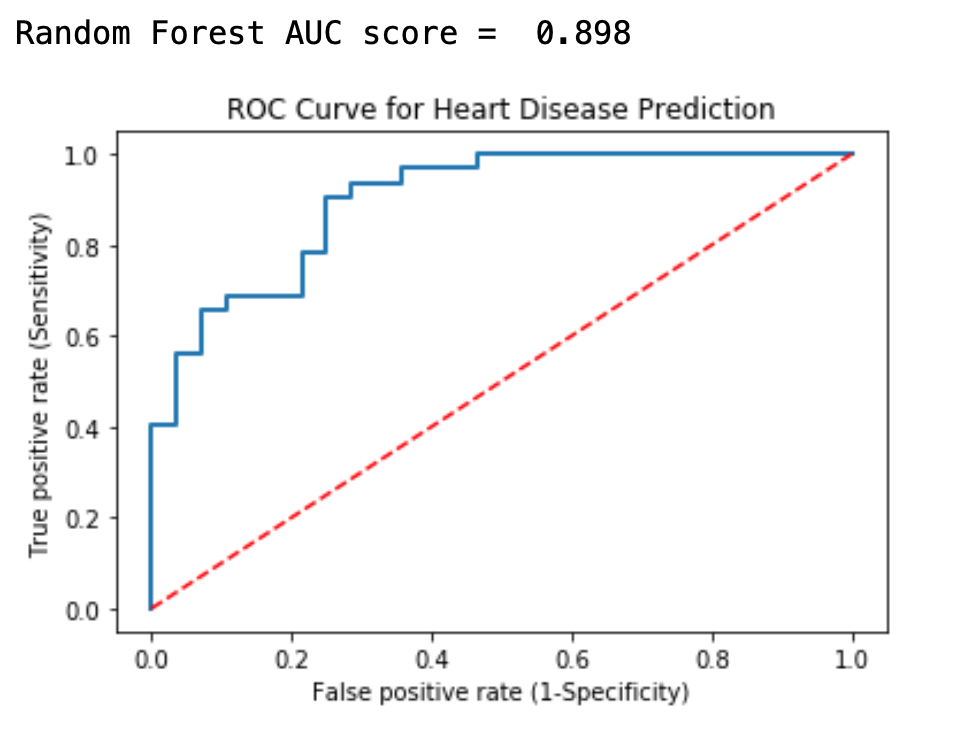 Random Forest AUC score =  0.898
ROC Curve for Heart Disease Prediction
True positive rate (Sensitivity)
1.0
0.8
0.6
0.4
0.2
0.0
0.0 0.2 0.4 0.6 0.8 1.0
False positive rate (1-Specificity)